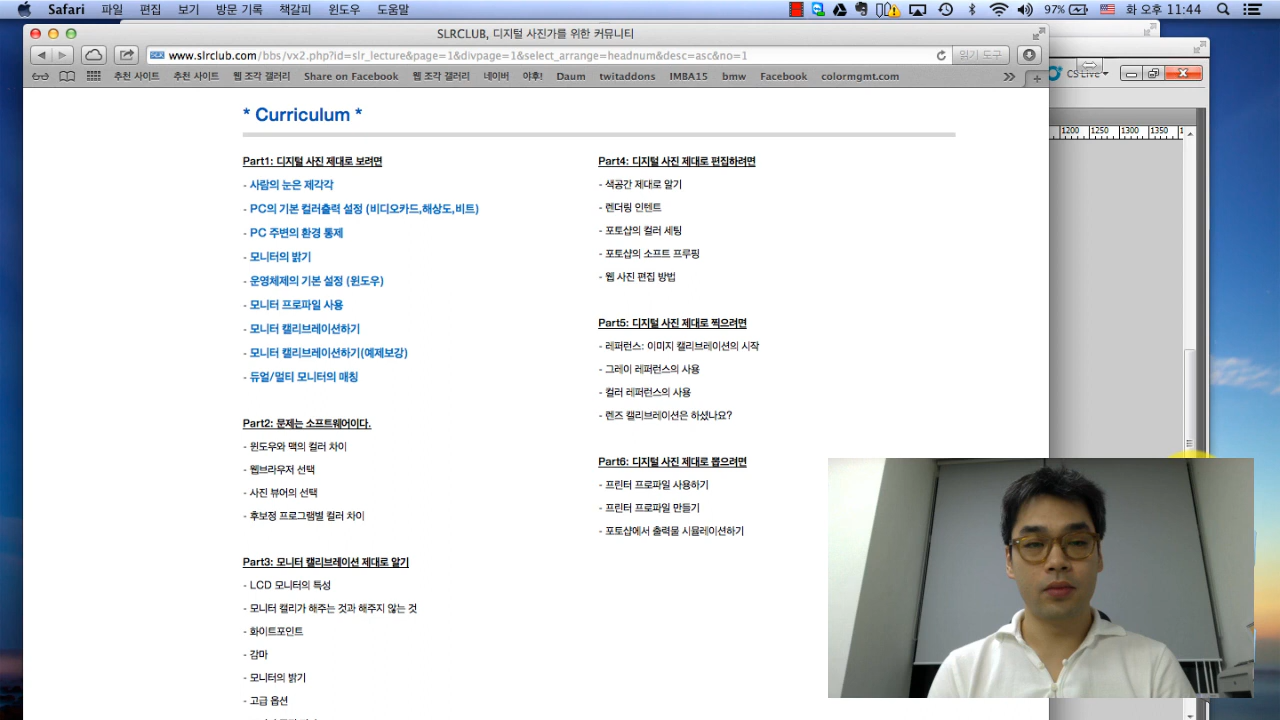 Safari 파일 편집 보기 방문 기록 책갈피 윈도우 도움말 97% 화 오후 11:44
SLRCLUB, 디지털 사진가를 위한 커뮤니티
www.slrclub.com/bbs/vx2.php?id=slr_lecture&page=1&divpage=1&select_arrange=headnum&desc=asc&no=1 읽기 도구
추천 사이트 추천 사이트 웹 조각 갤러리 Share on Facebook 웹 조각 갤러리 네이버 야후! Daum twitaddons IMBA15 bmw Facebook colormgmt.com
CS Live
1200 1250 1300 1350
* Curriculum *
Part1: 디지털 사진 제대로 보려면
- 사람의 눈은 제각각
- PC의 기본 컬러출력 설정 (비디오카드,해상도,비트)
- PC 주변의 환경 통제
- 모니터의 밝기
- 운영체제의 기본 설정 (윈도우)
- 모니터 프로파일 사용
- 모니터 캘리브레이션하기
- 모니터 캘리브레이션하기(예제보강)
- 듀얼/멀티 모니터의 매칭
Part2: 문제는 소프트웨어이다.
- 윈도우와 맥의 컬러 차이
- 웹브라우저 선택
- 사진 뷰어의 선택
- 후보정 프로그램별 컬러 차이
Part3: 모니터 캘리브레이션 제대로 알기
- LCD 모니터의 특성
- 모니터 캘리가 해주는 것과 해주지 않는 것
- 화이트포인트
- 감마
- 모니터의 밝기
- 고급 옵션
Part4: 디지털 사진 제대로 편집하려면
- 색공간 제대로 알기
- 렌더링 인텐트
- 포토샵의 컬러 세팅
- 포토샵의 소프트 프루핑
- 웹 사진 편집 방법
Part5: 디지털 사진 제대로 찍으려면
- 레퍼런스: 이미지 캘리브레이션의 시작
- 그레이 레퍼런스의 사용
- 컬러 레퍼런스의 사용
- 렌즈 캘리브레이션은 하셨나요?
Part6: 디지털 사진 제대로 뽑으려면
- 프린터 프로파일 사용하기
- 프린터 프로파일 만들기
- 포토샵에서 출력물 시뮬레이션하기